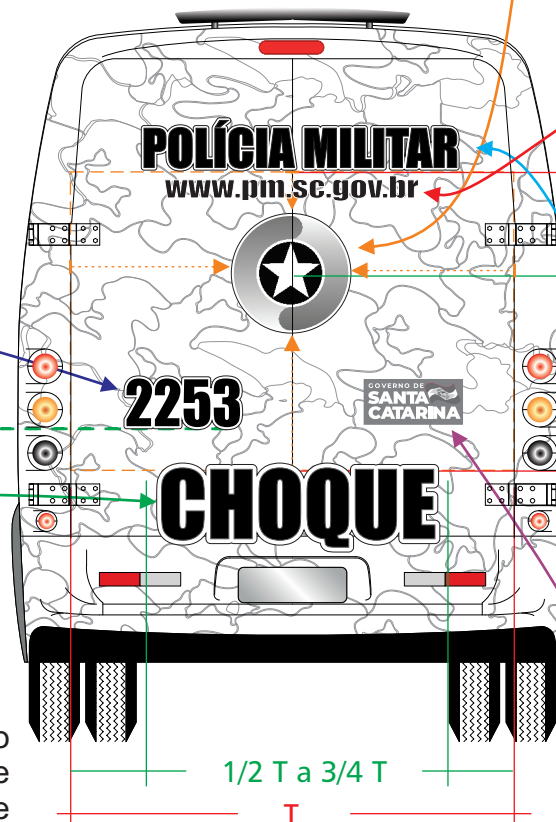 POLÍCIA MILITAR
www.pm.sc.gov.br
2253
GOVERNO DE
SANTA
CATARINA
CHOQUE
o
e
e
1/2 T a 3/4 T
T